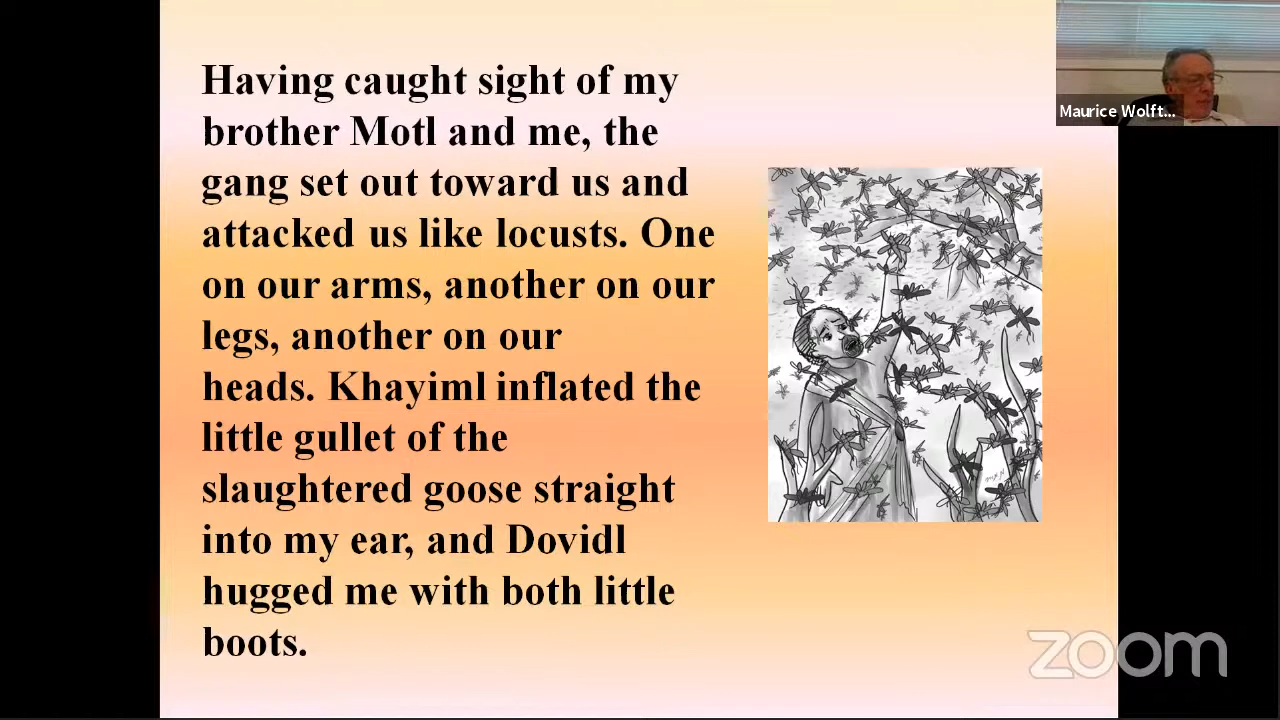 Having caught sight of my
brother Motl and me, the
gang set out toward us and
attacked us like locusts. One
on our arms, another on our
legs, another on our
heads. Khayiml inflated the
little gullet of the
slaughtered goose straight
into my ear, and Dovidl
hugged me with both little
boots.
Maurice Wolft...
zoom